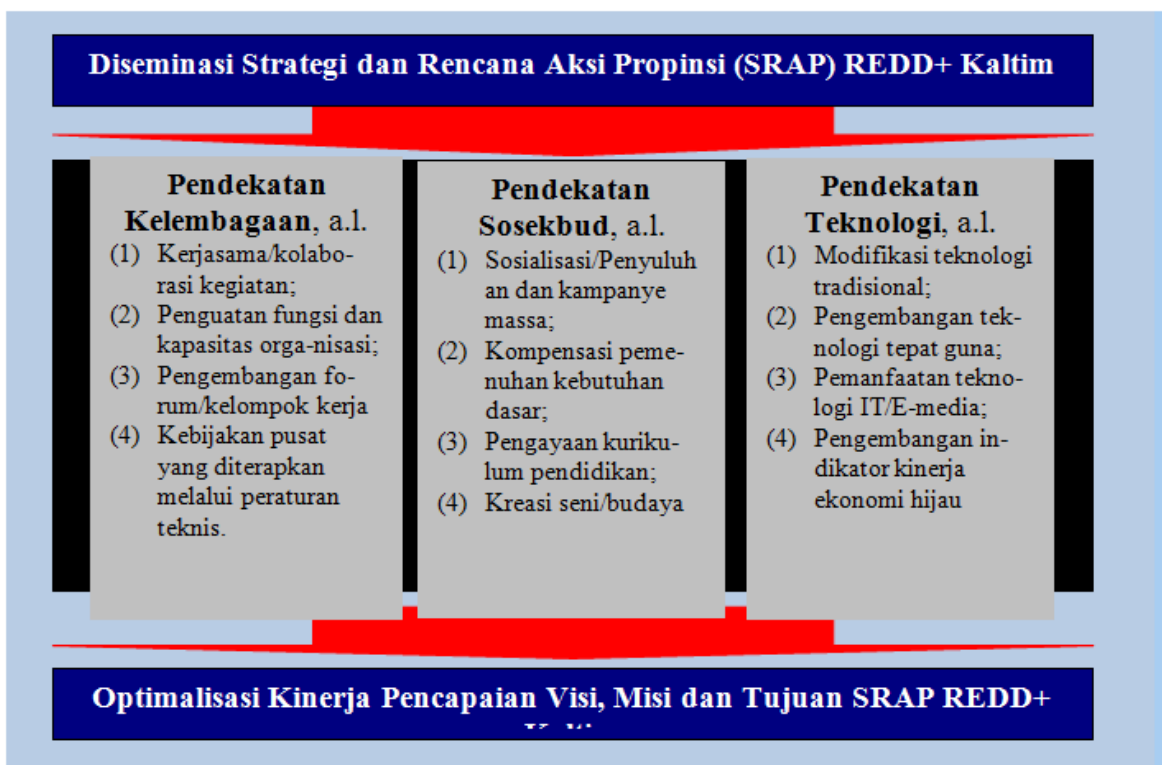 Diseminasi Strategi dan Rencana Aksi Propinsi (SRAP) REDD+ Kaltim
Pendekatan
Kelembagaan, a.l.
(1) Kerjasama/kolabo-
rasi kegiatan;
(2) Penguatan fungsi dan
kapasitas orga-nisasi;
(3) Pengembangan fo-
rum/kelompok kerja
(4) Kebijakan pusat
yang diterapkan
melalui peraturan
teknis.
Pendekatan
Sosekbud, a.l.
(1) Sosialisasi/Penyuluh
an dan kampanye
massa;
(2) Kompensasi peme-
nuhan kebutuhan
dasar;
(3) Pengayaan kuriku-
lum pendidikan;
(4) Kreasi seni/budaya
Pendekatan
Teknologi, a.l.
(1) Modifikasi teknologi
tradisional;
(2) Pengembangan tek-
nologi tepat guna;
(3) Pemanfaatan tekno-
logi IT/E-media;
(4) Pengembangan in-
dikator kinerja
ekonomi hijau
Optimalisasi Kinerja Pencapaian Visi, Misi dan Tujuan SRAP REDD+